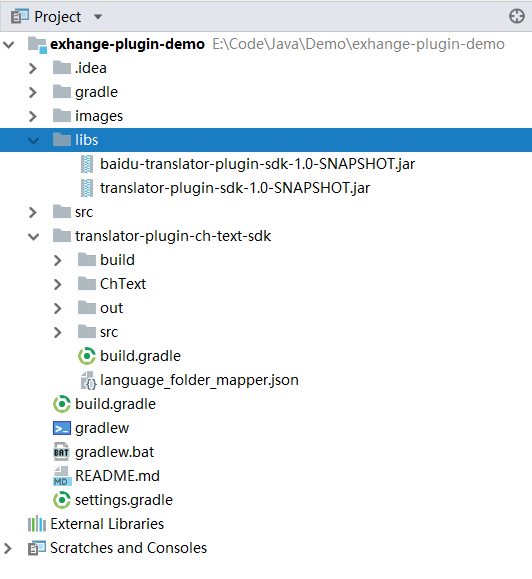 Project
exhange-plugin-demo E:\Code\Java\Demo\exhange-plugin-demo
.idea
gradle
images
libs
baidu-translator-plugin-sdk-1.0-SNAPSHOT.jar
translator-plugin-sdk-1.0-SNAPSHOT.jar
src
translator-plugin-ch-text-sdk
build
ChText
out
src
build.gradle
language_folder_mapper.json
build.gradle
gradlew
BAT gradlew.bat
MD README.md
settings.gradle
External Libraries
Scratches and Consoles